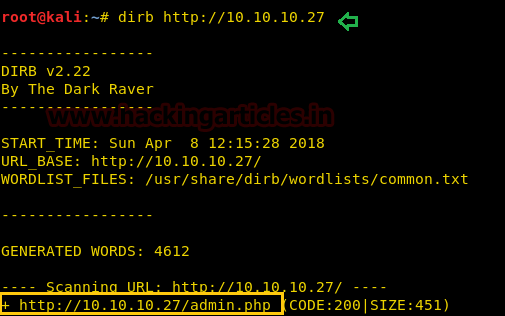 root@kali:~# dirb http://10.10.10.27
-----------------
DIRB v2.22
By The Dark Raver
-----------------
www.hackingarticles.in
START_TIME: Sun Apr  8 12:15:28 2018
URL_BASE: http://10.10.10.27/
WORDLIST_FILES: /usr/share/dirb/wordlists/common.txt
-----------------
GENERATED WORDS: 4612
---- Scanning URL: http://10.10.10.27/ ----
+ http://10.10.10.27/admin.php (CODE:200|SIZE:451)